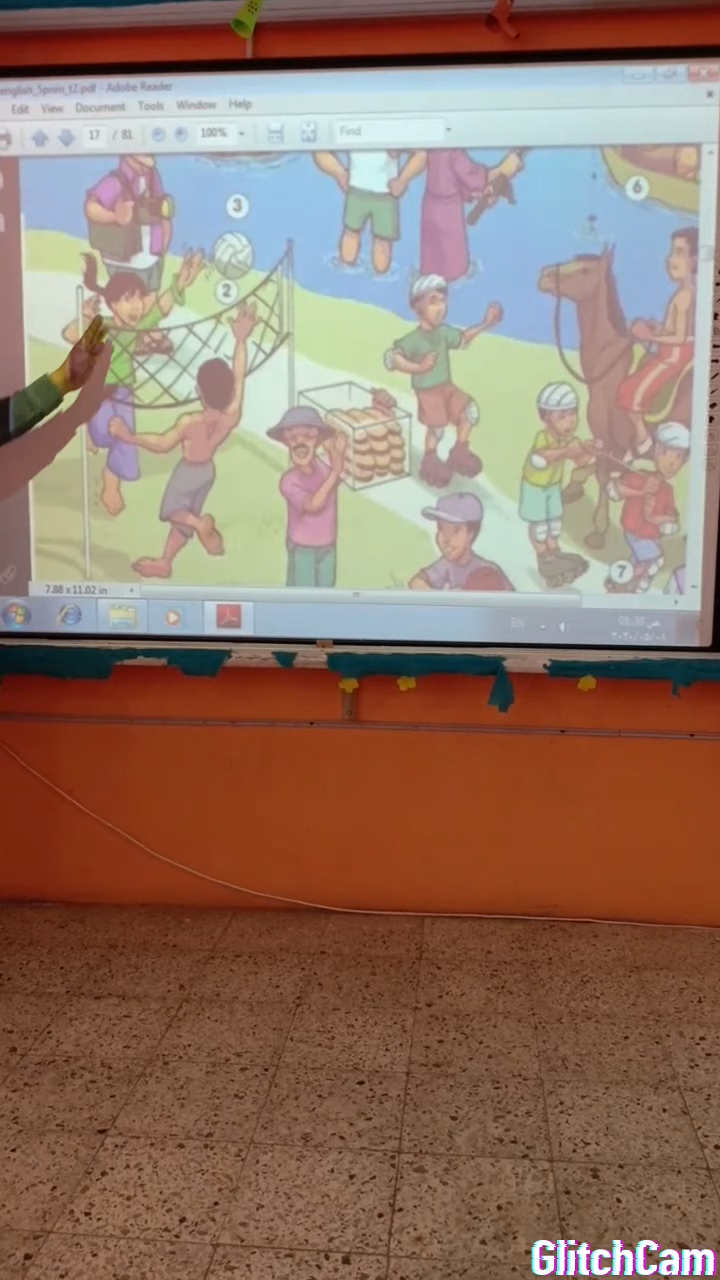 english_5prim_t2.pdf - Adobe Reader
Edit View Document Tools Window Help
17 / 81 100% Find
6
3
2
7
7.88 x 11.02 in
EN
GlitchCam